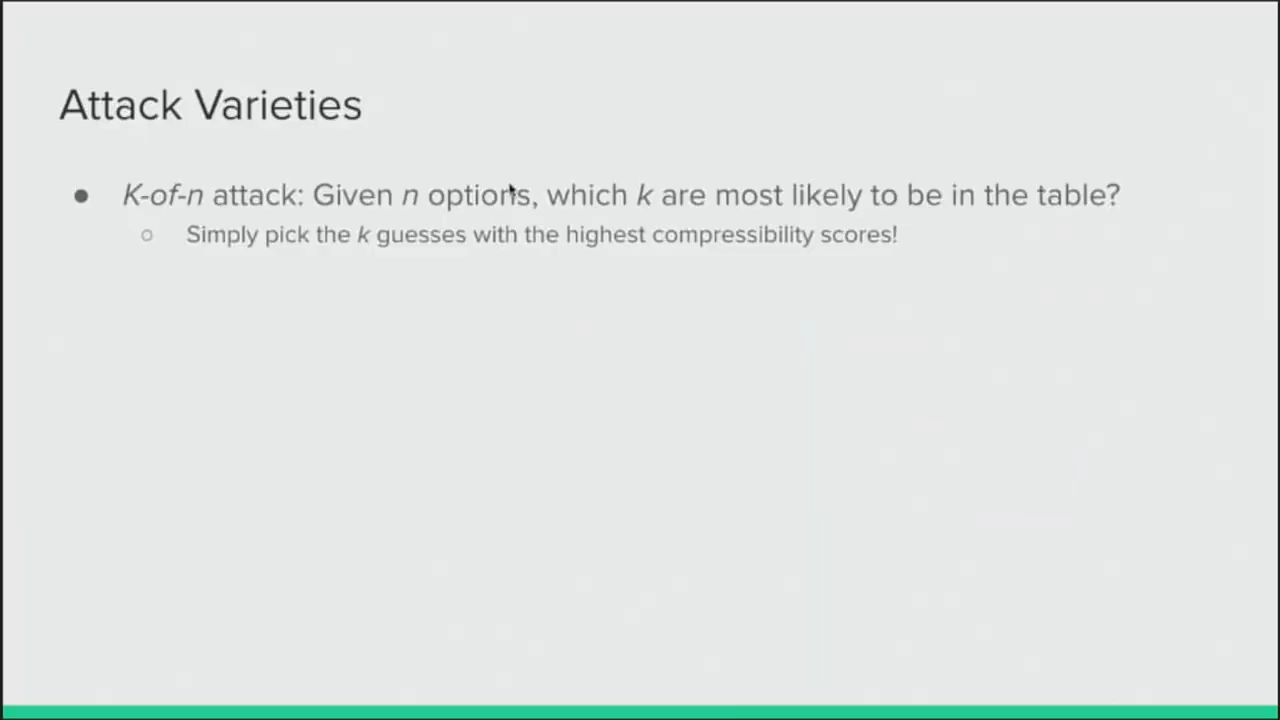 Attack Varieties
K-of-n attack: Given n options, which k are most likely to be in the table?
Simply pick the k guesses with the highest compressibility scores!